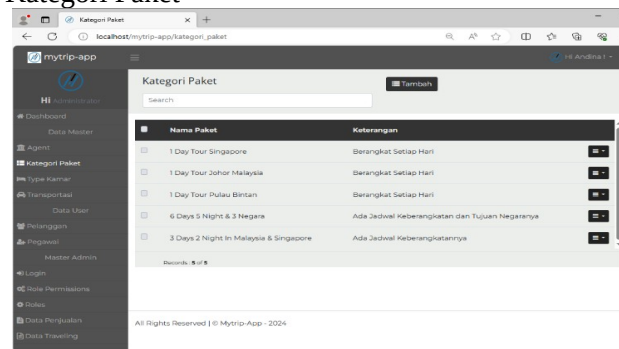 Kategori Paket
Kategori Paket
localhost/mytrip-app/kategori_paket
mytrip-app
Hi Andina !
Hi Administrator
Kategori Paket
Tambah
Search
Dashboard
Data Master
Agent
Kategori Paket
Type Kamar
Transportasi
Data User
Pelanggan
Pegawai
Master Admin
Login
Role Permissions
Roles
Data Penjualan
Data Traveling
Nama Paket Keterangan
1 Day Tour Singapore Berangkat Setiap Hari
1 Day Tour Johor Malaysia Berangkat Setiap Hari
1 Day Tour Pulau Bintan Berangkat Setiap Hari
6 Days 5 Night & 3 Negara Ada Jadwal Keberangkatan dan Tujuan Negaranya
3 Days 2 Night In Malaysia & Singapore Ada Jadwal Keberangkatannya
Records : 5 of 5
All Rights Reserved | © Mytrip-App - 2024